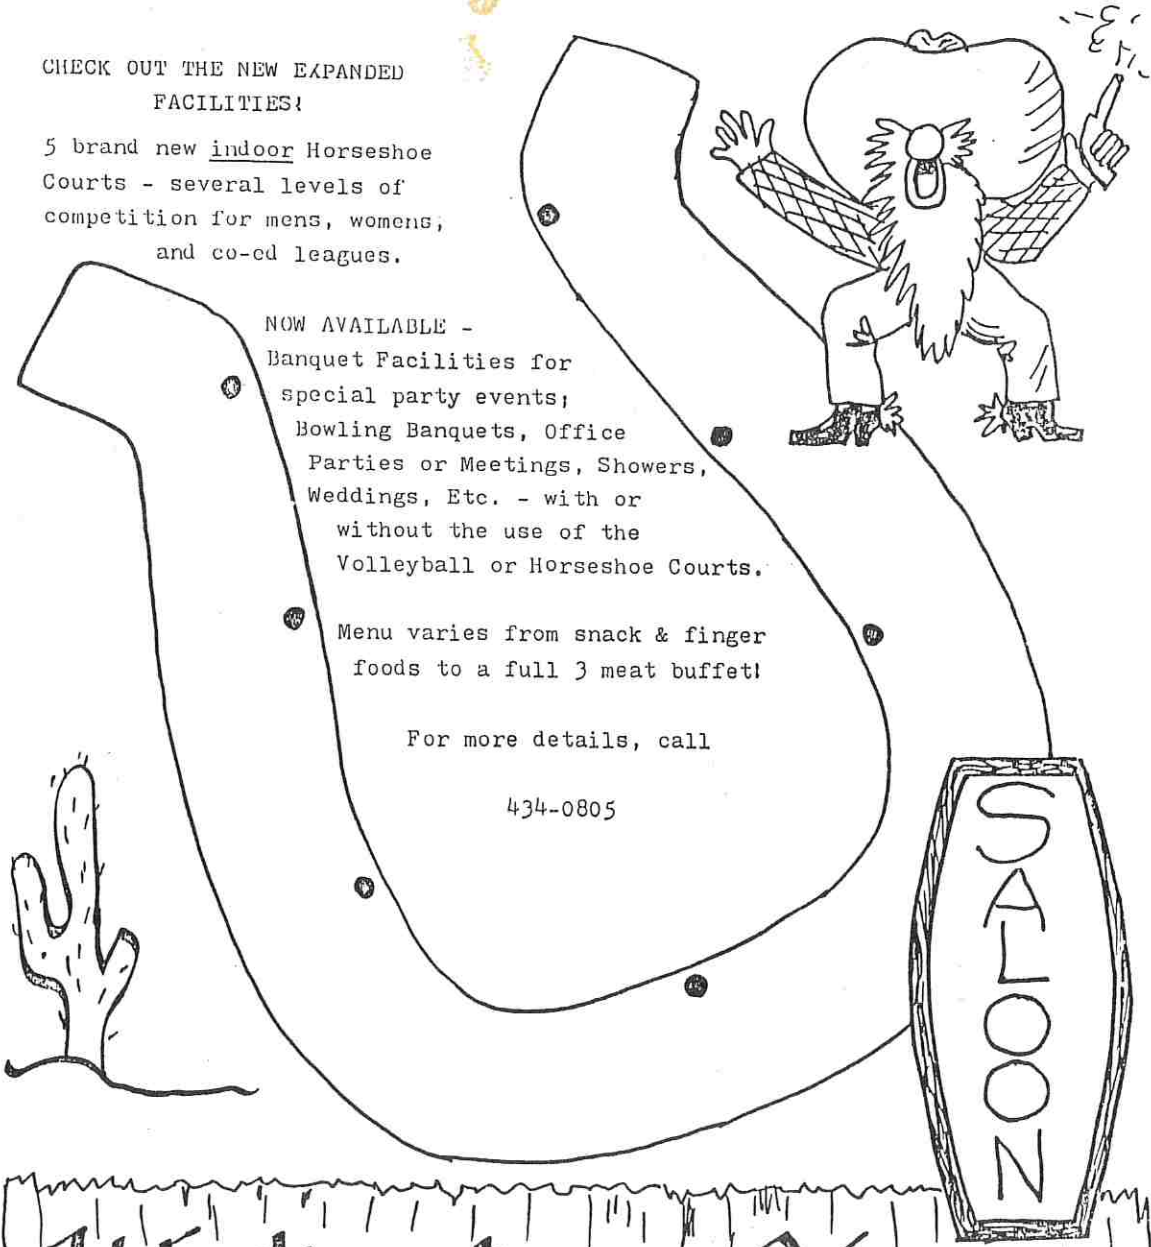 CHECK OUT THE NEW EXPANDED
FACILITIES!
5 brand new indoor Horseshoe
Courts - several levels of
competition for mens, womens,
and co-ed leagues.
NOW AVAILABLE -
Banquet Facilities for
special party events;
Bowling Banquets, Office
Parties or Meetings, Showers,
Weddings, Etc. - with or
without the use of the
Volleyball or Horseshoe Courts.
Menu varies from snack & finger
foods to a full 3 meat buffet!
For more details, call
434-0805
SALOON